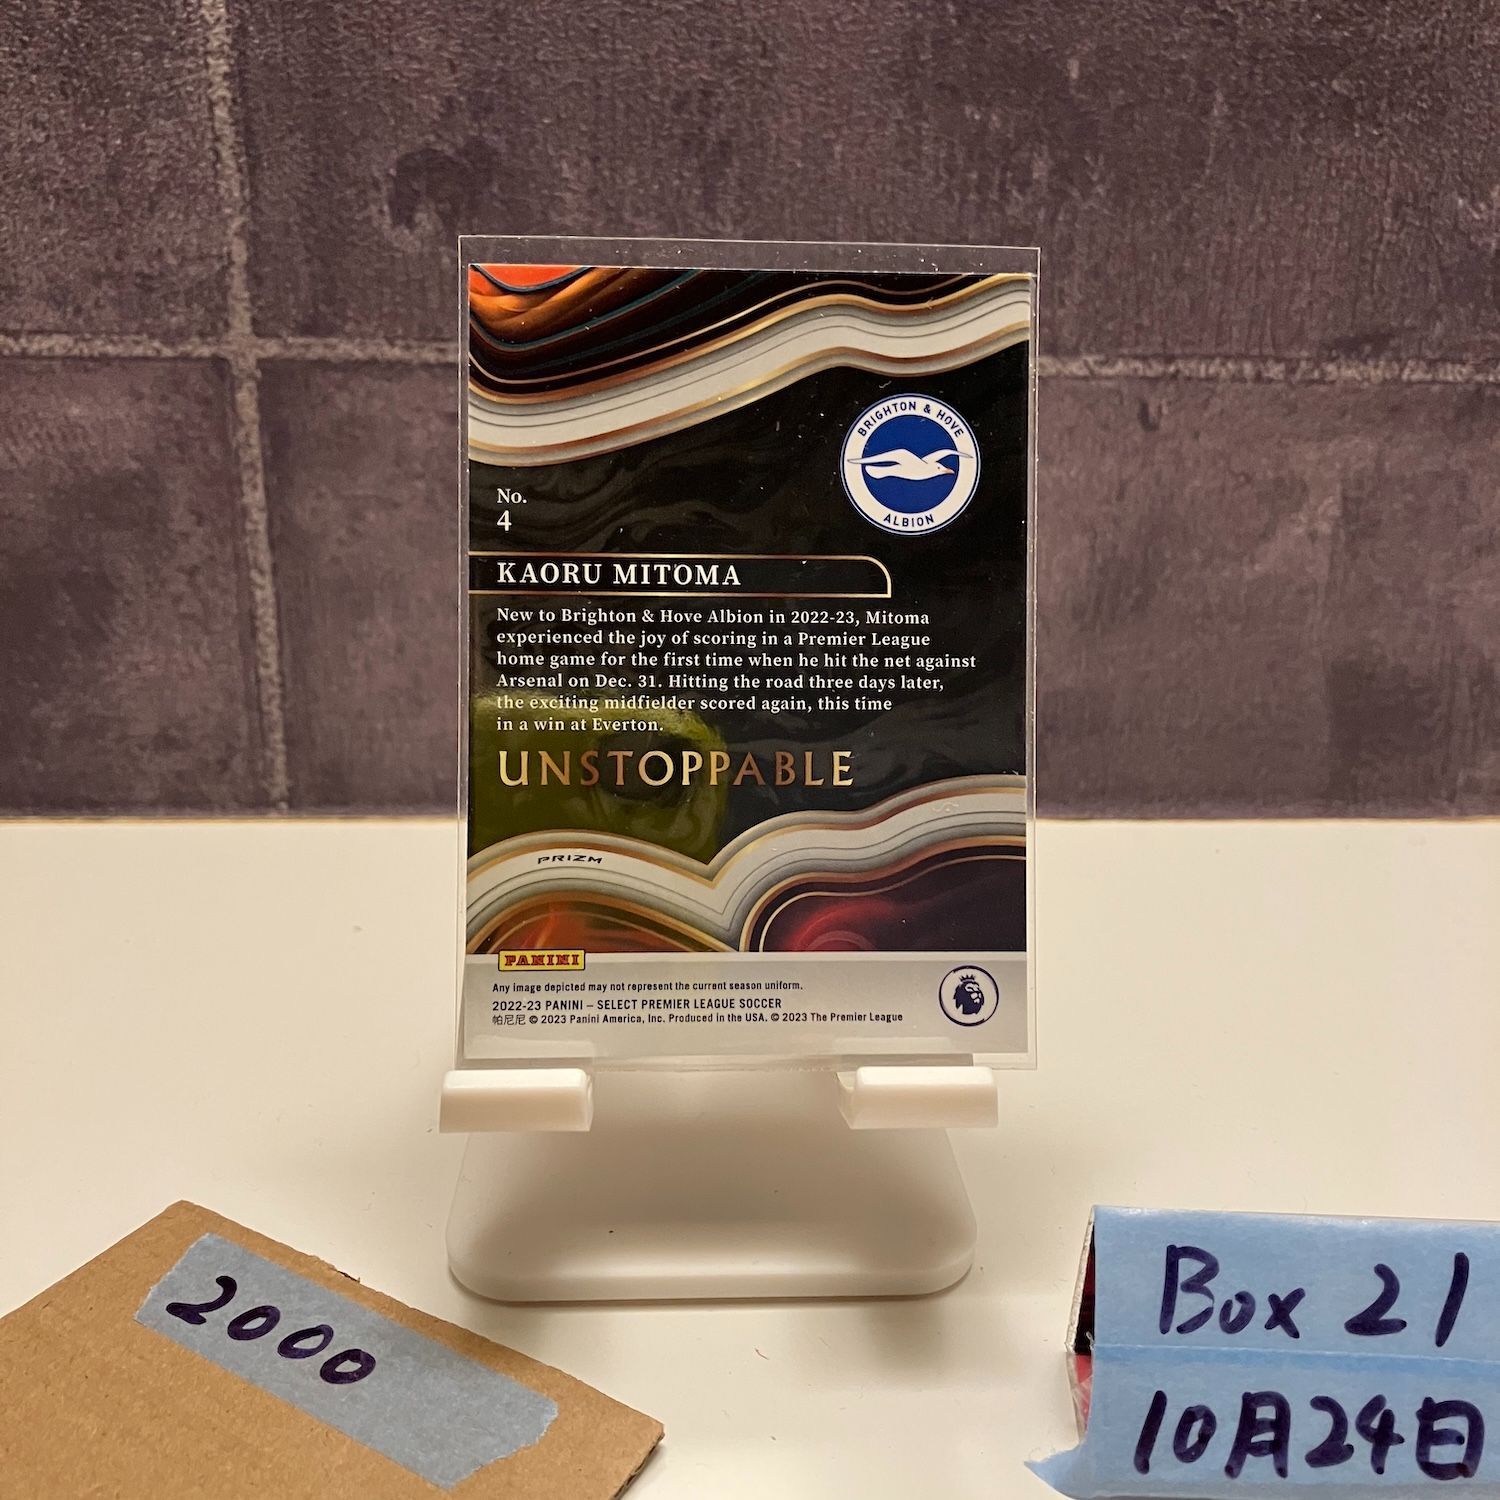 BRIGHTON & HOVE
ALBION
No.
4
KAORU MITOMA
New to Brighton & Hove Albion in 2022-23, Mitoma
experienced the joy of scoring in a Premier League
home game for the first time when he hit the net against
Arsenal on Dec. 31. Hitting the road three days later,
the exciting midfielder scored again, this time
in a win at Everton.
UNSTOPPABLE
PRIZM
PANINI
Any image depicted may not represent the current season uniform.
2022-23 PANINI – SELECT PREMIER LEAGUE SOCCER
帕尼尼 © 2023 Panini America, Inc. Produced in the USA. © 2023 The Premier League
2000
Box 21
10月24日